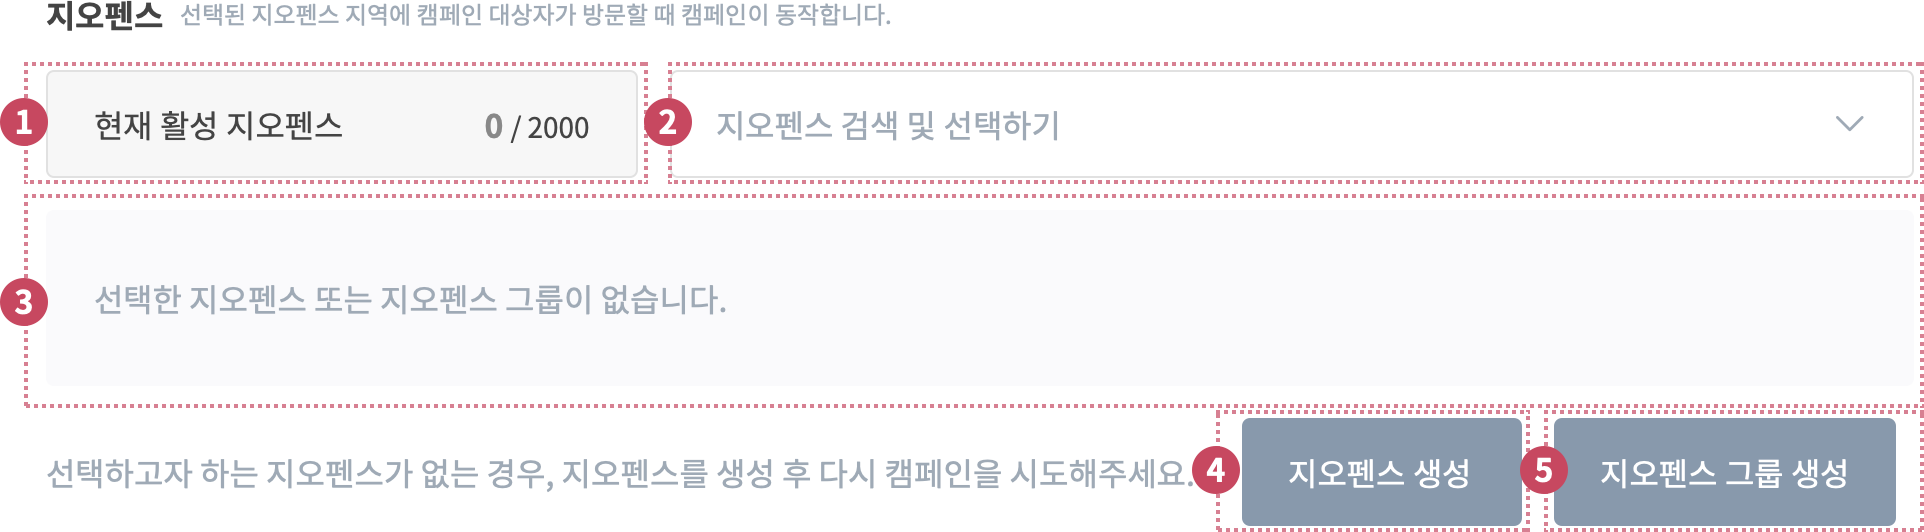 지오펜스 선택된 지오펜스 지역에 캠페인 대상자가 방문할 때 캠페인이 동작합니다.
1 현재 활성 지오펜스 0 / 2000
2 지오펜스 검색 및 선택하기
3 선택한 지오펜스 또는 지오펜스 그룹이 없습니다.
선택하고자 하는 지오펜스가 없는 경우, 지오펜스를 생성 후 다시 캠페인을 시도해주세요.
4 지오펜스 생성
5 지오펜스 그룹 생성